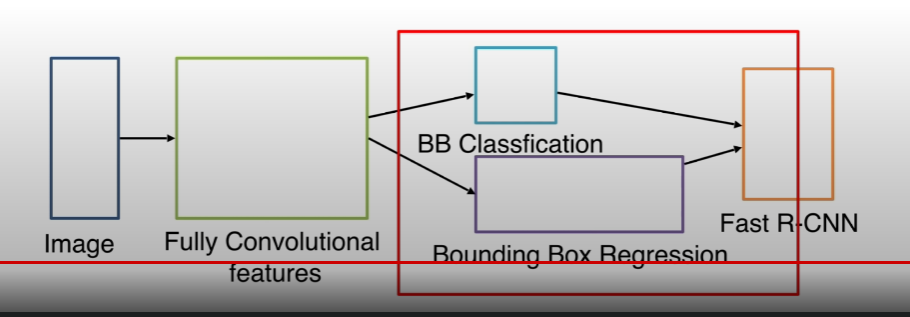 BB Classfication
Fast R-CNN
Image
Fully Convolutional
features
Bounding Box Regression